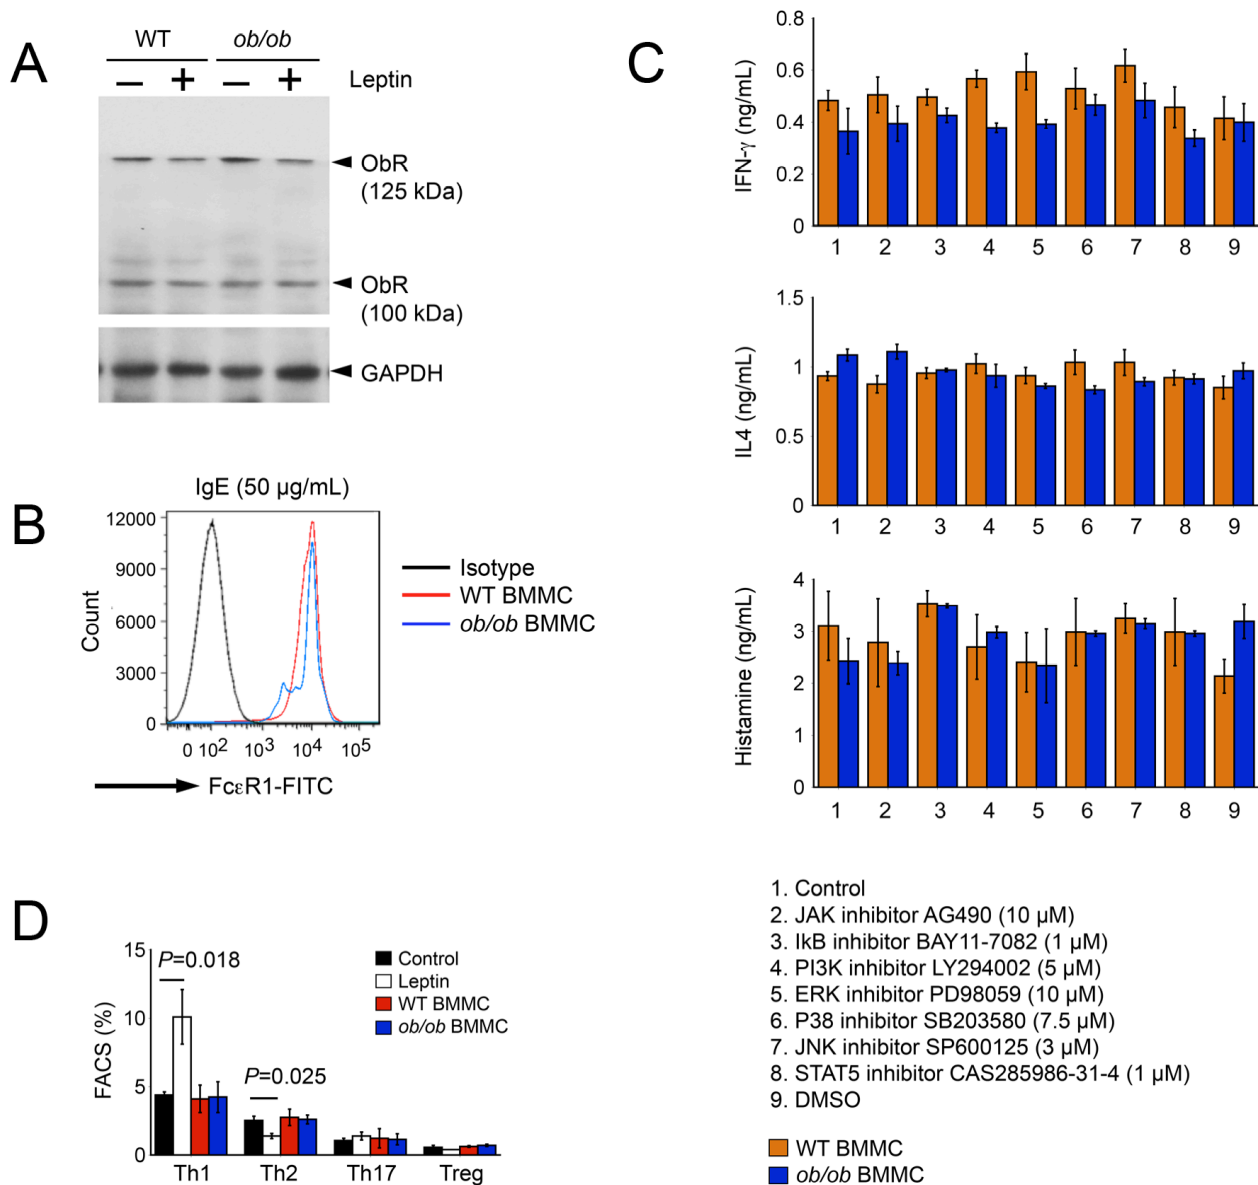 A
WT ob/ob
– + – + Leptin
ObR
(125 kDa)
ObR
(100 kDa)
GAPDH
B
IgE (50 µg/mL)
Count
12000
9000
6000
3000
0
0 10² 10³ 10⁴ 10⁵
FcεR1-FITC
Isotype
WT BMMC
ob/ob BMMC
C
IFN-γ (ng/mL)
0.8
0.6
0.4
0.2
0
1 2 3 4 5 6 7 8 9
IL4 (ng/mL)
1.5
1
0.5
0
1 2 3 4 5 6 7 8 9
Histamine (ng/mL)
4
3
2
1
0
1 2 3 4 5 6 7 8 9
1. Control
2. JAK inhibitor AG490 (10 µM)
3. IkB inhibitor BAY11-7082 (1 µM)
4. PI3K inhibitor LY294002 (5 µM)
5. ERK inhibitor PD98059 (10 µM)
6. P38 inhibitor SB203580 (7.5 µM)
7. JNK inhibitor SP600125 (3 µM)
8. STAT5 inhibitor CAS285986-31-4 (1 µM)
9. DMSO
WT BMMC
ob/ob BMMC
D
FACS (%)
15
10
5
0
P=0.018
P=0.025
Control
Leptin
WT BMMC
ob/ob BMMC
Th1 Th2 Th17 Treg